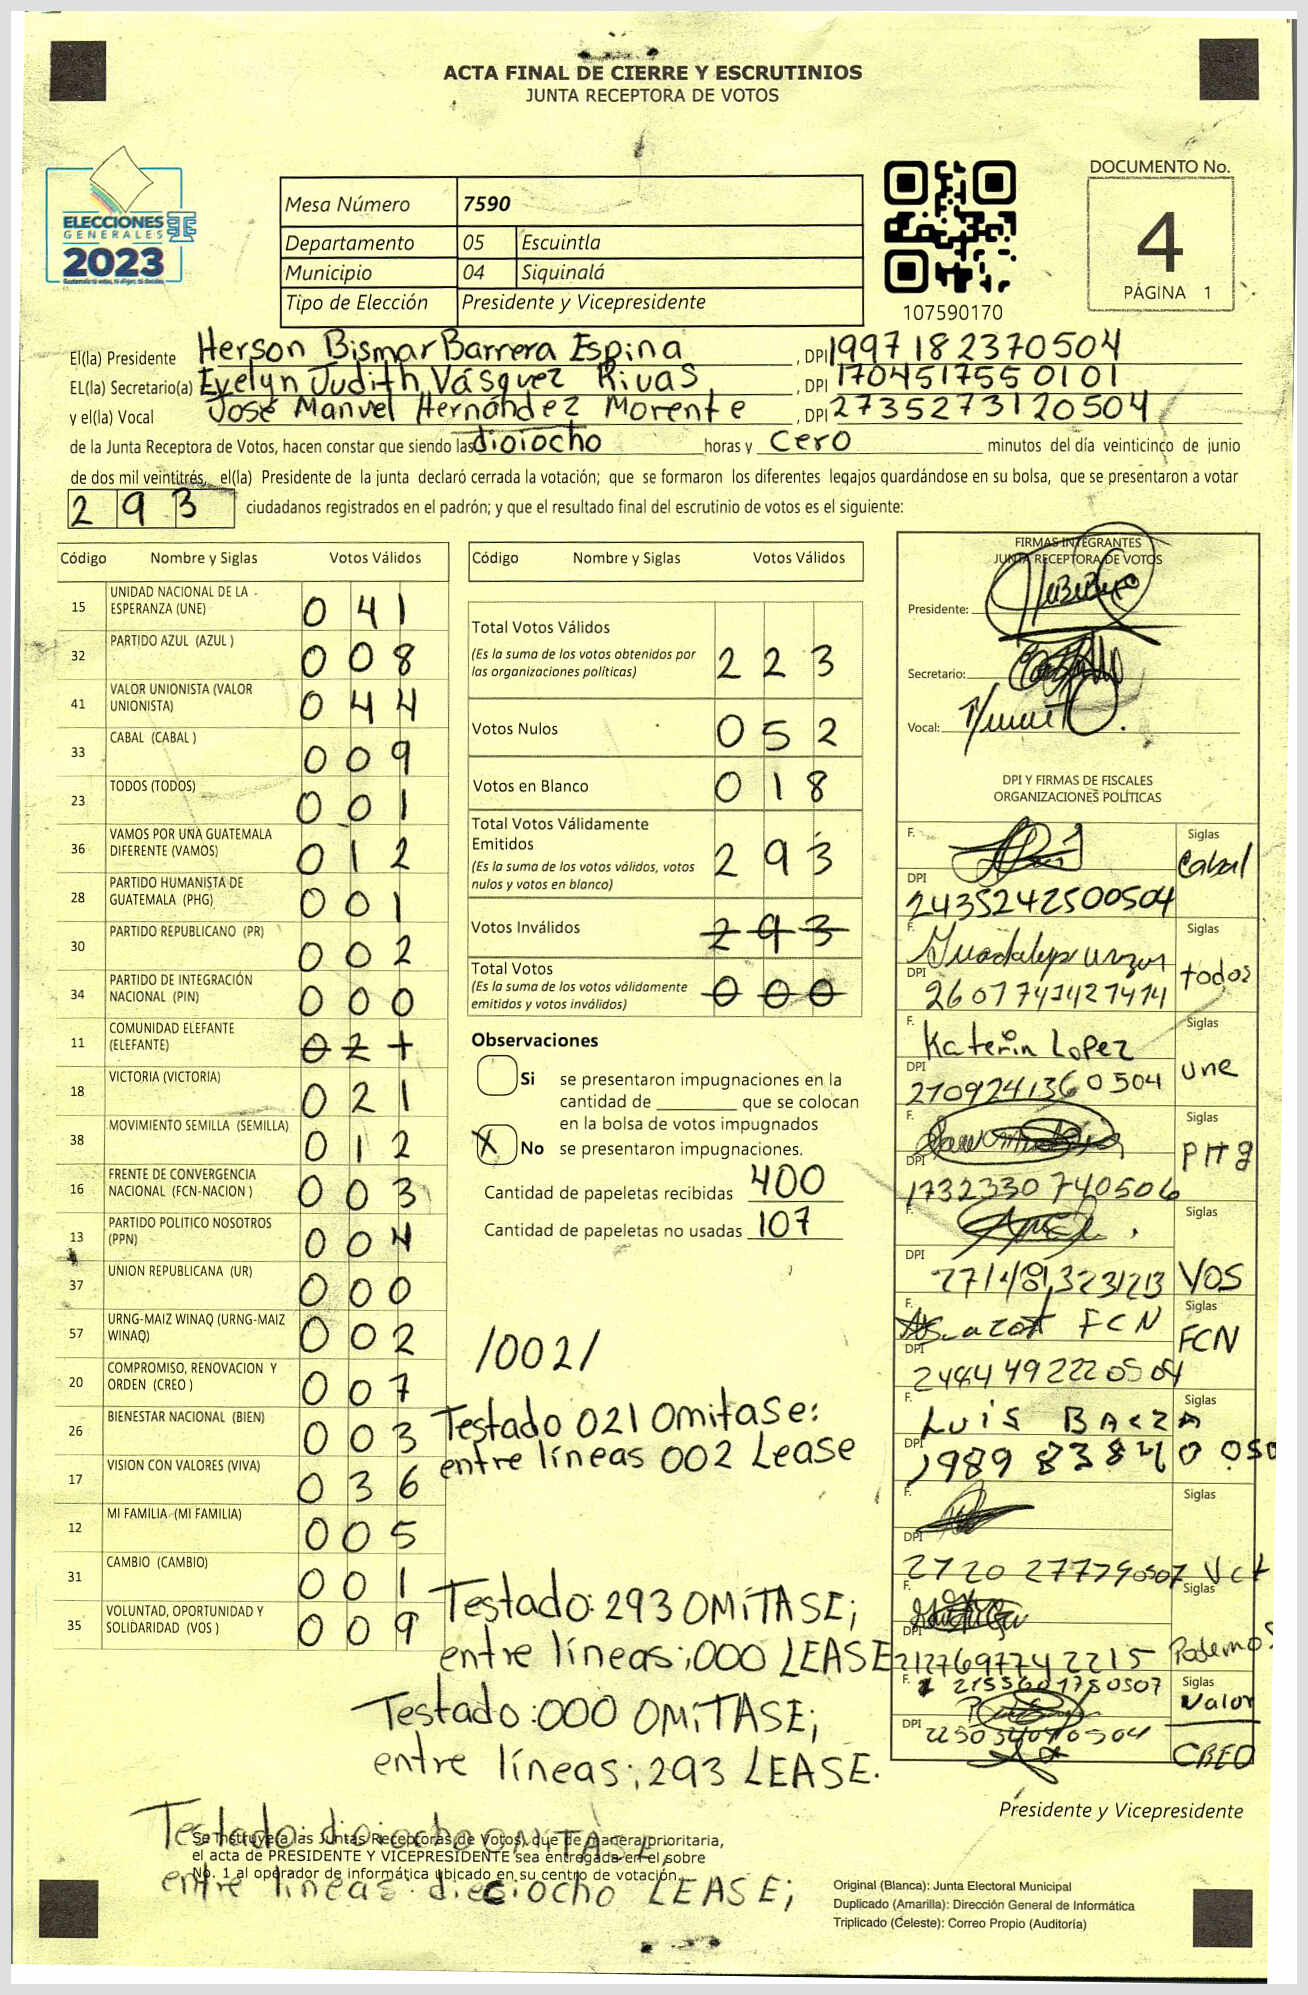 ACTA FINAL DE CIERRE Y ESCRUTINIOS
JUNTA RECEPTORA DE VOTOS
ELECCIONES
GENERALES
2023
Mesa Número 7590
Departamento 05 Escuintla
Municipio 04 Siquinalá
Tipo de Elección Presidente y Vicepresidente
107590170
DOCUMENTO No.
4
PÁGINA 1
El(la) Presidente Herson Bismar Barrera Espina, DPI 1997182370504
EL(la) Secretario(a) Evelyn Judith Vásquez Rivas, DPI 1704517550101
y el(la) Vocal José Manuel Hernández Morente, DPI 2735273120504
de la Junta Receptora de Votos, hacen constar que siendo las dioiocho horas y Cero minutos del día veinticinco de junio
de dos mil veintitrés, el(la) Presidente de la junta declaró cerrada la votación; que se formaron los diferentes legajos guardándose en su bolsa, que se presentaron a votar
293 ciudadanos registrados en el padrón; y que el resultado final del escrutinio de votos es el siguiente:
Código Nombre y Siglas Votos Válidos
15 UNIDAD NACIONAL DE LA ESPERANZA (UNE) 041
32 PARTIDO AZUL (AZUL ) 008
41 VALOR UNIONISTA (VALOR UNIONISTA) 044
33 CABAL (CABAL ) 009
23 TODOS (TODOS) 001
36 VAMOS POR UNA GUATEMALA DIFERENTE (VAMOS) 012
28 PARTIDO HUMANISTA DE GUATEMALA (PHG) 001
30 PARTIDO REPUBLICANO (PR) 002
34 PARTIDO DE INTEGRACIÓN NACIONAL (PIN) 000
11 COMUNIDAD ELEFANTE (ELEFANTE) 021
18 VICTORIA (VICTORIA) 021
38 MOVIMIENTO SEMILLA (SEMILLA) 012
16 FRENTE DE CONVERGENCIA NACIONAL (FCN-NACION ) 003
13 PARTIDO POLITICO NOSOTROS (PPN) 004
37 UNION REPUBLICANA (UR) 000
57 URNG-MAIZ WINAQ (URNG-MAIZ WINAQ) 002
20 COMPROMISO, RENOVACION Y ORDEN (CREO ) 007
26 BIENESTAR NACIONAL (BIEN) 003
17 VISION CON VALORES (VIVA) 036
12 MI FAMILIA (MI FAMILIA) 005
31 CAMBIO (CAMBIO) 001
35 VOLUNTAD, OPORTUNIDAD Y SOLIDARIDAD (VOS ) 009
Código Nombre y Siglas Votos Válidos
Total Votos Válidos 223
(Es la suma de los votos obtenidos por
las organizaciones políticas)
Votos Nulos 052
Votos en Blanco 018
Total Votos Válidamente
Emitidos 293
(Es la suma de los votos válidos, votos
nulos y votos en blanco)
Votos Inválidos 293
Total Votos 000
(Es la suma de los votos válidamente
emitidos y votos inválidos)
Observaciones
Si se presentaron impugnaciones en la
cantidad de ________ que se colocan
en la bolsa de votos impugnados
X No se presentaron impugnaciones.
Cantidad de papeletas recibidas 400
Cantidad de papeletas no usadas 107
/002/
Testado 021 Omitase:
entre líneas 002 Lease
Testado: 293 OMITASE;
entre líneas; 000 LEASE
Testado: 000 OMITASE;
entre líneas; 293 LEASE.
Testado: dioiocho OMITASE,
entre lineas: dieciocho LEASE;
Se instruye a las Juntas Receptoras de Votos), que de manera prioritaria,
el acta de PRESIDENTE Y VICEPRESIDENTE sea entregada en el sobre
No. 1 al operador de informática ubicado en su centro de votación.
FIRMAS INTEGRANTES
JUNTA RECEPTORA DE VOTOS
Presidente:
Secretario:
Vocal:
DPI Y FIRMAS DE FISCALES
ORGANIZACIONES POLÍTICAS
F. Siglas Cabal
DPI 2435242500504
F. Guadalupe Siglas todos
DPI 2607741427414
F. Katerin Lopez Siglas une
DPI 2109241360504
F. Siglas PHg
DPI 1732330740506
F. Siglas VOS
DPI
F. FCN Siglas FCN
DPI 2484492220504
F. LUIS BAEZA Siglas
DPI
F. Siglas Vct
DPI
F. Siglas Podemos
DPI 2127697742215
F. 2155601750507 Siglas Valor
DPI CREO
Presidente y Vicepresidente
Original (Blanca): Junta Electoral Municipal
Duplicado (Amarilla): Dirección General de Informática
Triplicado (Celeste): Correo Propio (Auditoría)